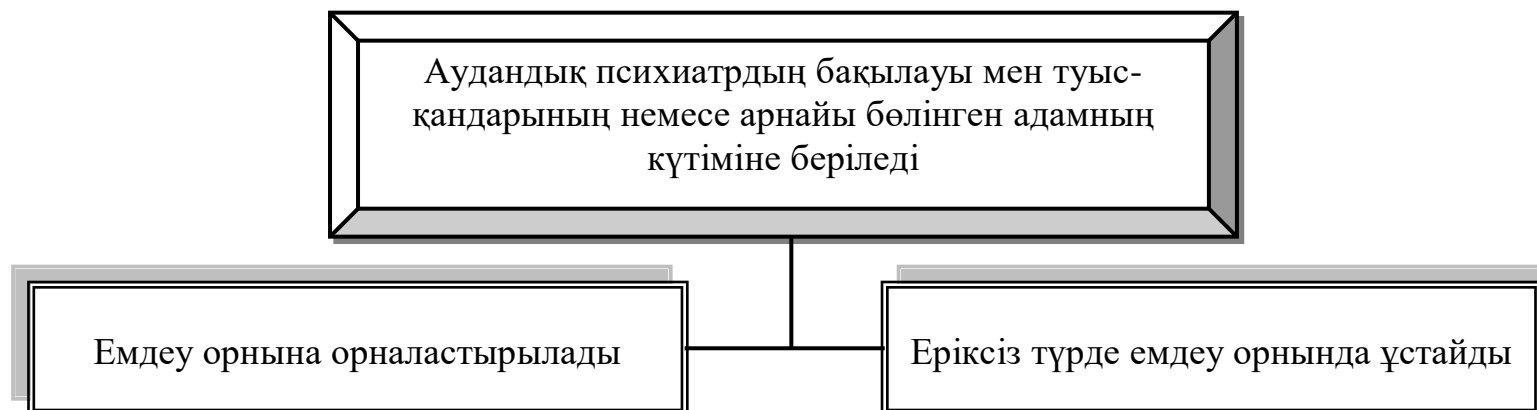 Аудандық психиатрдың бақылауы мен туыс-
қандарының немесе арнайы бөлінген адамның
күтіміне беріледі
Емдеу орнына орналастырылады
Еріксіз түрде емдеу орнында ұстайды